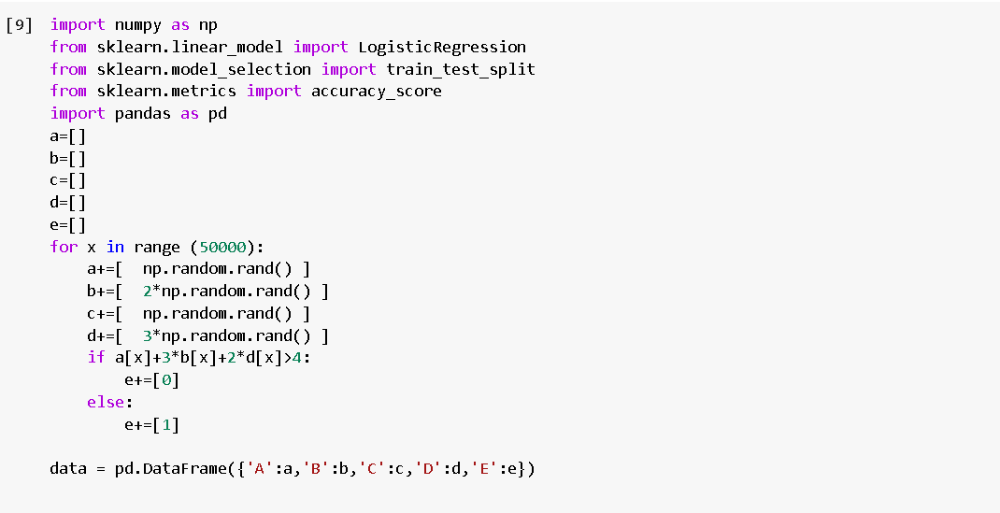 [9] import numpy as np
from sklearn.linear_model import LogisticRegression
from sklearn.model_selection import train_test_split
from sklearn.metrics import accuracy_score
import pandas as pd
a=[]
b=[]
c=[]
d=[]
e=[]
for x in range (50000):
    a+=[  np.random.rand() ]
    b+=[  2*np.random.rand() ]
    c+=[  np.random.rand() ]
    d+=[  3*np.random.rand() ]
    if a[x]+3*b[x]+2*d[x]>4:
        e+=[0]
    else:
        e+=[1]

data = pd.DataFrame({'A':a,'B':b,'C':c,'D':d,'E':e})